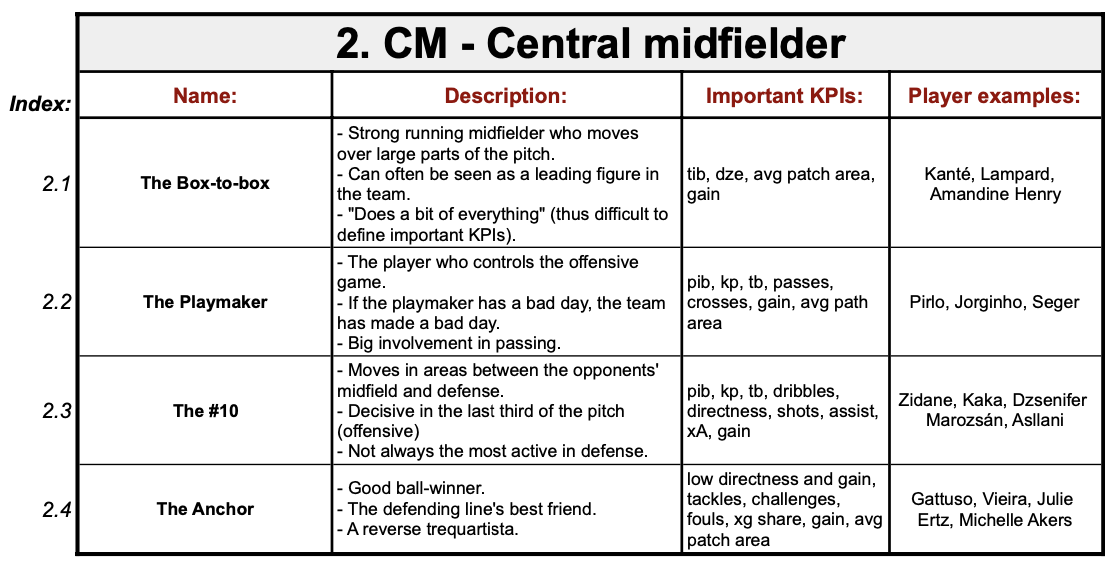 2. CM - Central midfielder
Index:
Name:
Description:
Important KPIs:
Player examples:
2.1
The Box-to-box
- Strong running midfielder who moves
over large parts of the pitch.
- Can often be seen as a leading figure in
the team.
- "Does a bit of everything" (thus difficult to
define important KPIs).
tib, dze, avg patch area,
gain
Kanté, Lampard,
Amandine Henry
2.2
The Playmaker
- The player who controls the offensive
game.
- If the playmaker has a bad day, the team
has made a bad day.
- Big involvement in passing.
pib, kp, tb, passes,
crosses, gain, avg path
area
Pirlo, Jorginho, Seger
2.3
The #10
- Moves in areas between the opponents'
midfield and defense.
- Decisive in the last third of the pitch
(offensive)
- Not always the most active in defense.
pib, kp, tb, dribbles,
directness, shots, assist,
xA, gain
Zidane, Kaka, Dzsenifer
Marozsán, Asllani
2.4
The Anchor
- Good ball-winner.
- The defending line's best friend.
- A reverse trequartista.
low directness and gain,
tackles, challenges,
fouls, xg share, gain, avg
patch area
Gattuso, Vieira, Julie
Ertz, Michelle Akers